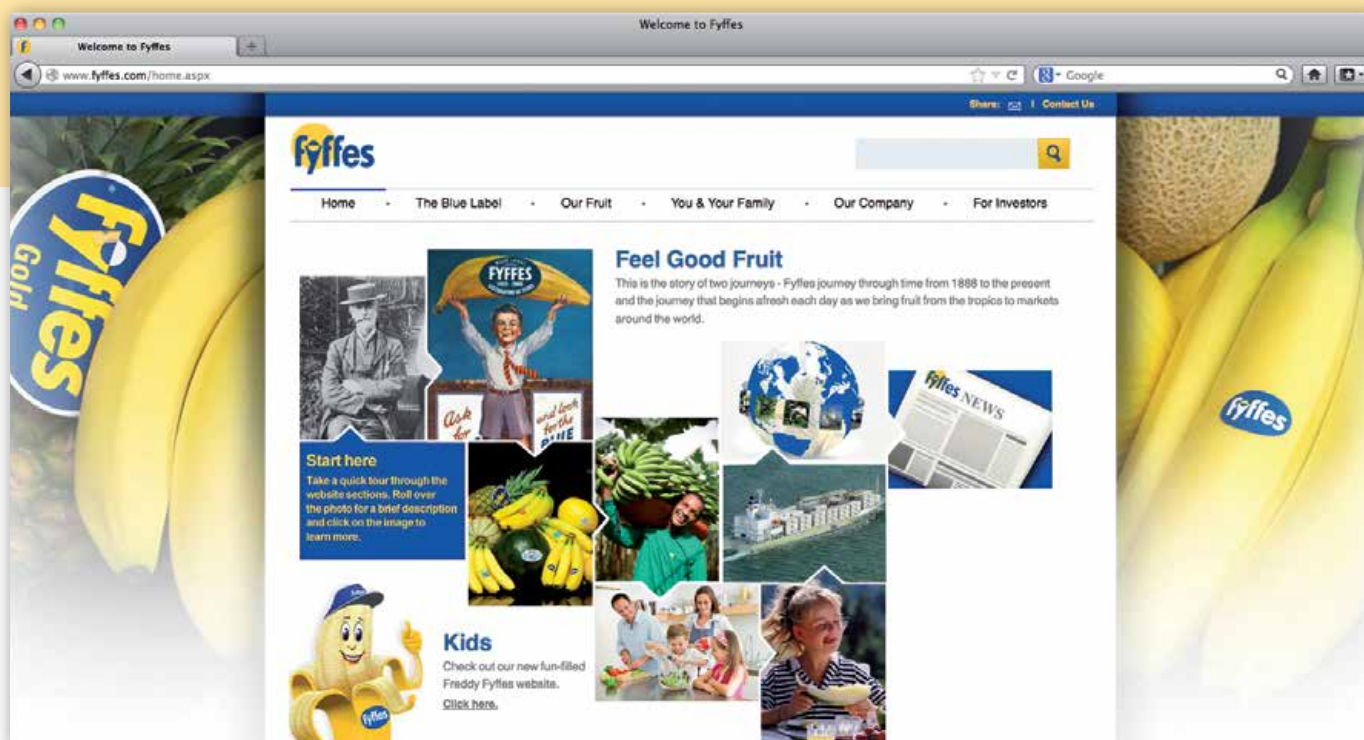 Welcome to Fyffes
Welcome to Fyffes
www.fyffes.com/home.aspx
Google
Share: | Contact Us
fyffes
Home - The Blue Label - Our Fruit - You & Your Family - Our Company - For Investors
fyffes
Gold
FYFFES
Ask
for
and look
for the
BLUE
Feel Good Fruit
This is the story of two journeys - Fyffes journey through time from 1888 to the present
and the journey that begins afresh each day as we bring fruit from the tropics to markets
around the world.
fyffes NEWS
fyffes
Start here
Take a quick tour through the
website sections. Roll over
the photo for a brief description
and click on the image to
learn more.
Kids
Check out our new fun-filled
Freddy Fyffes website.
Click here.
fyffes